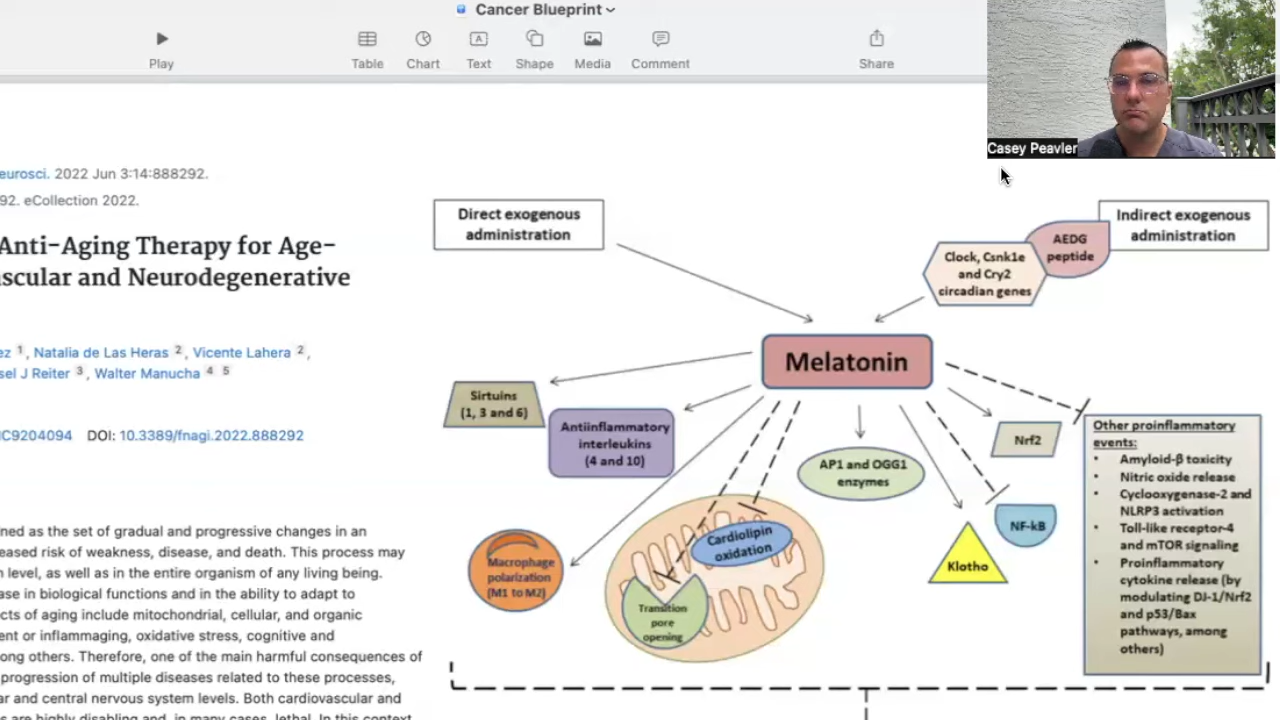 Cancer Blueprint
Play
Table
Chart
Text
Shape
Media
Comment
Share
Casey Peavler
eurosci. 2022 Jun 3:14:888292.
92. eCollection 2022.
Anti-Aging Therapy for Age-
scular and Neurodegenerative
ez 1, Natalia de Las Heras 2, Vicente Lahera 2,
sel J Reiter 3, Walter Manucha 4 5
C9204094 DOI: 10.3389/fnagi.2022.888292
ned as the set of gradual and progressive changes in an
eased risk of weakness, disease, and death. This process may
n level, as well as in the entire organism of any living being.
ase in biological functions and in the ability to adapt to
cts of aging include mitochondrial, cellular, and organic
ent or inflammaging, oxidative stress, cognitive and
ong others. Therefore, one of the main harmful consequences of
progression of multiple diseases related to these processes,
ar and central nervous system levels. Both cardiovascular and
s are highly disabling and, in many cases, lethal. In this context
Direct exogenous
administration
Indirect exogenous
administration
AEDG
peptide
Clock, Csnk1e
and Cry2
circadian genes
Melatonin
Sirtuins
(1, 3 and 6)
Antiinflammatory
interleukins
(4 and 10)
Macrophage
polarization
(M1 to M2)
Cardiolipin
oxidation
Transition
pore
opening
AP1 and OGG1
enzymes
Klotho
Nrf2
NF-kB
Other proinflammatory
events:
• Amyloid-β toxicity
• Nitric oxide release
• Cyclooxygenase-2 and
NLRP3 activation
• Toll-like receptor-4
and mTOR signaling
• Proinflammatory
cytokine release (by
modulating DJ-1/Nrf2
and p53/Bax
pathways, among
others)